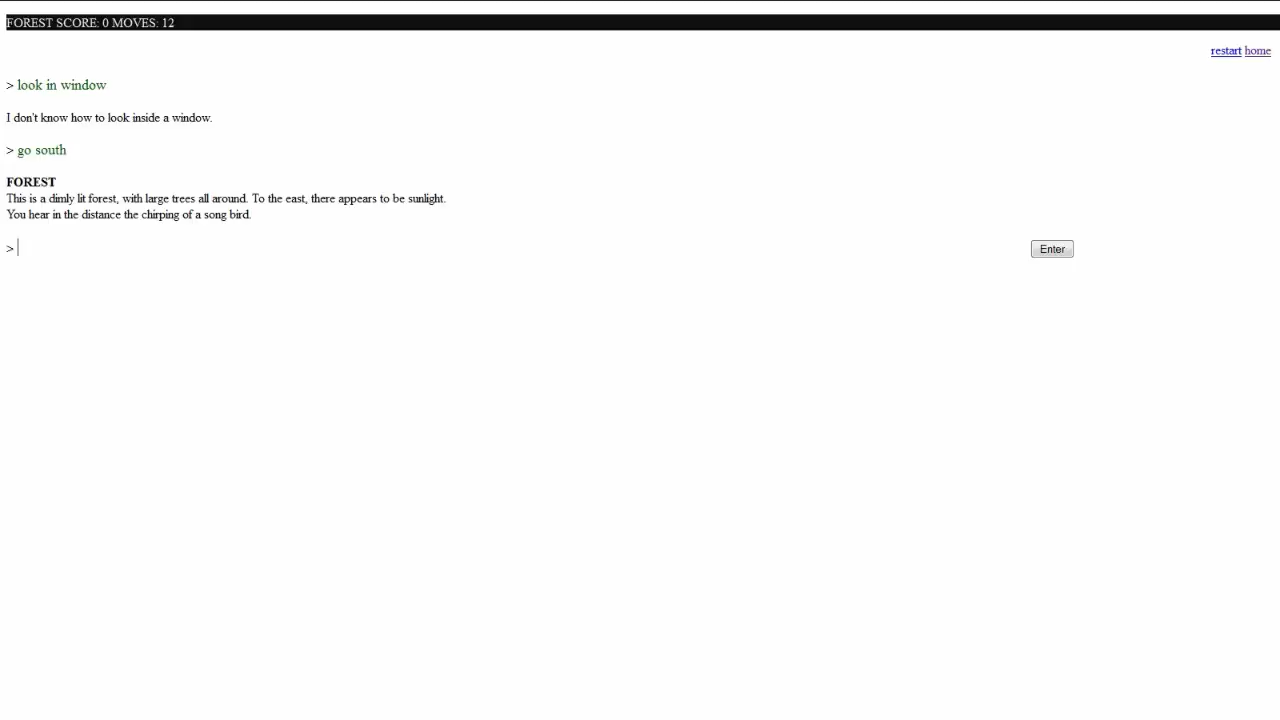 FOREST SCORE: 0 MOVES: 12
restart home
> look in window
I don't know how to look inside a window.
> go south
FOREST
This is a dimly lit forest, with large trees all around. To the east, there appears to be sunlight.
You hear in the distance the chirping of a song bird.
>
Enter